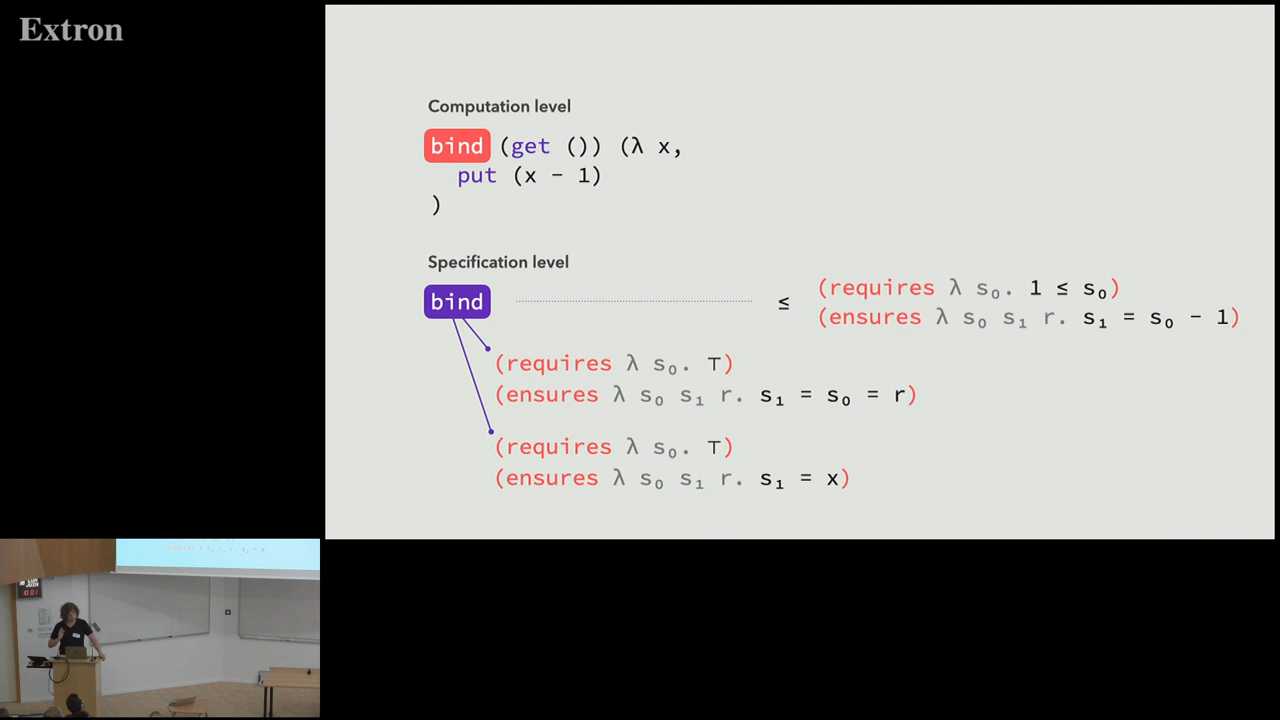 Extron
Computation level
bind (get ()) (λ x,
put (x - 1)
)
Specification level
bind ≤ (requires λ s₀. 1 ≤ s₀)
(ensures λ s₀ s₁ r. s₁ = s₀ - 1)
(requires λ s₀. ⊤)
(ensures λ s₀ s₁ r. s₁ = s₀ = r)
(requires λ s₀. ⊤)
(ensures λ s₀ s₁ r. s₁ = x)